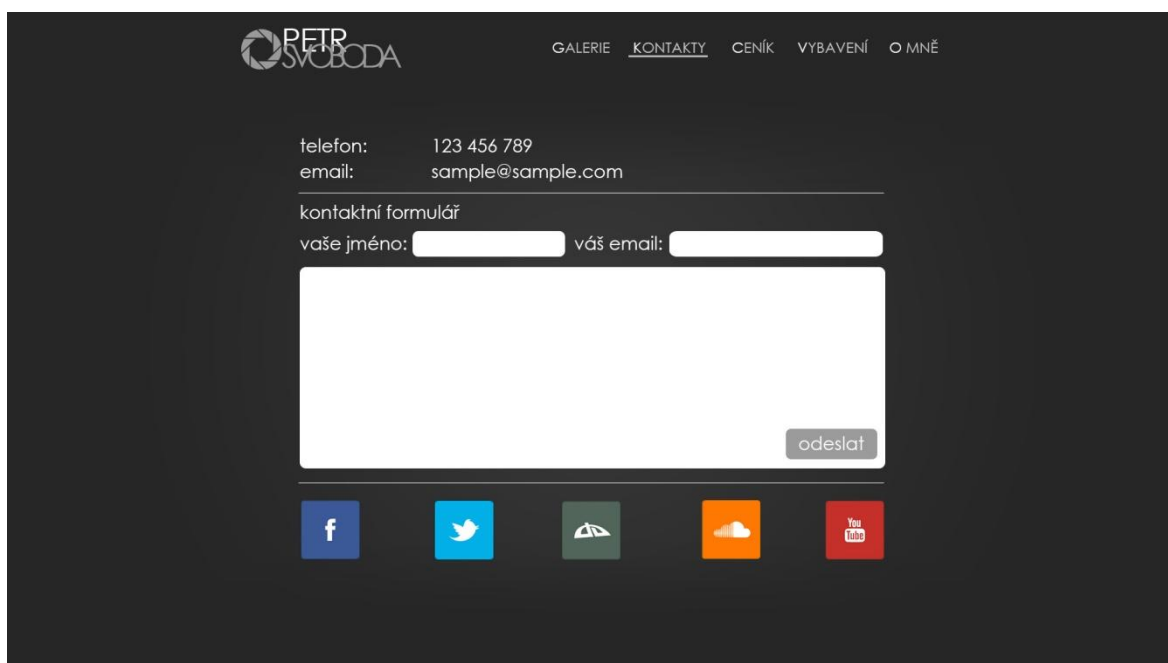 PETR
SVOBODA
GALERIE KONTAKTY CENÍK VYBAVENÍ O MNĚ
telefon: 123 456 789
email: sample@sample.com
kontaktní formulář
vaše jméno: váš email:
odeslat
f
You
Tube